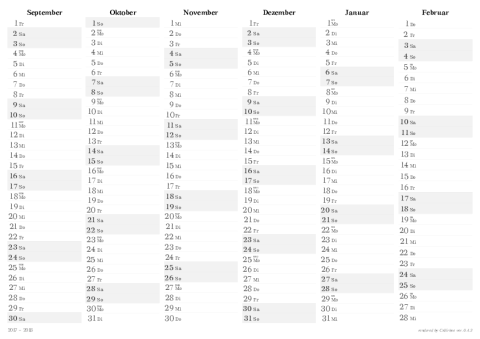 September
1 Fr
2 Sa
3 So
4 Mo
5 Di
6 Mi
7 Do
8 Fr
9 Sa
10 So
11 Mo
12 Di
13 Mi
14 Do
15 Fr
16 Sa
17 So
18 Mo
19 Di
20 Mi
21 Do
22 Fr
23 Sa
24 So
25 Mo
26 Di
27 Mi
28 Do
29 Fr
30 Sa
Oktober
1 So
2 Mo
3 Di
4 Mi
5 Do
6 Fr
7 Sa
8 So
9 Mo
10 Di
11 Mi
12 Do
13 Fr
14 Sa
15 So
16 Mo
17 Di
18 Mi
19 Do
20 Fr
21 Sa
22 So
23 Mo
24 Di
25 Mi
26 Do
27 Fr
28 Sa
29 So
30 Mo
31 Di
November
1 Mi
2 Do
3 Fr
4 Sa
5 So
6 Mo
7 Di
8 Mi
9 Do
10 Fr
11 Sa
12 So
13 Mo
14 Di
15 Mi
16 Do
17 Fr
18 Sa
19 So
20 Mo
21 Di
22 Mi
23 Do
24 Fr
25 Sa
26 So
27 Mo
28 Di
29 Mi
30 Do
Dezember
1 Fr
2 Sa
3 So
4 Mo
5 Di
6 Mi
7 Do
8 Fr
9 Sa
10 So
11 Mo
12 Di
13 Mi
14 Do
15 Fr
16 Sa
17 So
18 Mo
19 Di
20 Mi
21 Do
22 Fr
23 Sa
24 So
25 Mo
26 Di
27 Mi
28 Do
29 Fr
30 Sa
31 So
Januar
1 Mo
2 Di
3 Mi
4 Do
5 Fr
6 Sa
7 So
8 Mo
9 Di
10 Mi
11 Do
12 Fr
13 Sa
14 So
15 Mo
16 Di
17 Mi
18 Do
19 Fr
20 Sa
21 So
22 Mo
23 Di
24 Mi
25 Do
26 Fr
27 Sa
28 So
29 Mo
30 Di
31 Mi
Februar
1 Do
2 Fr
3 Sa
4 So
5 Mo
6 Di
7 Mi
8 Do
9 Fr
10 Sa
11 So
12 Mo
13 Di
14 Mi
15 Do
16 Fr
17 Sa
18 So
19 Mo
20 Di
21 Mi
22 Do
23 Fr
24 Sa
25 So
26 Mo
27 Di
28 Mi
2017 – 2018